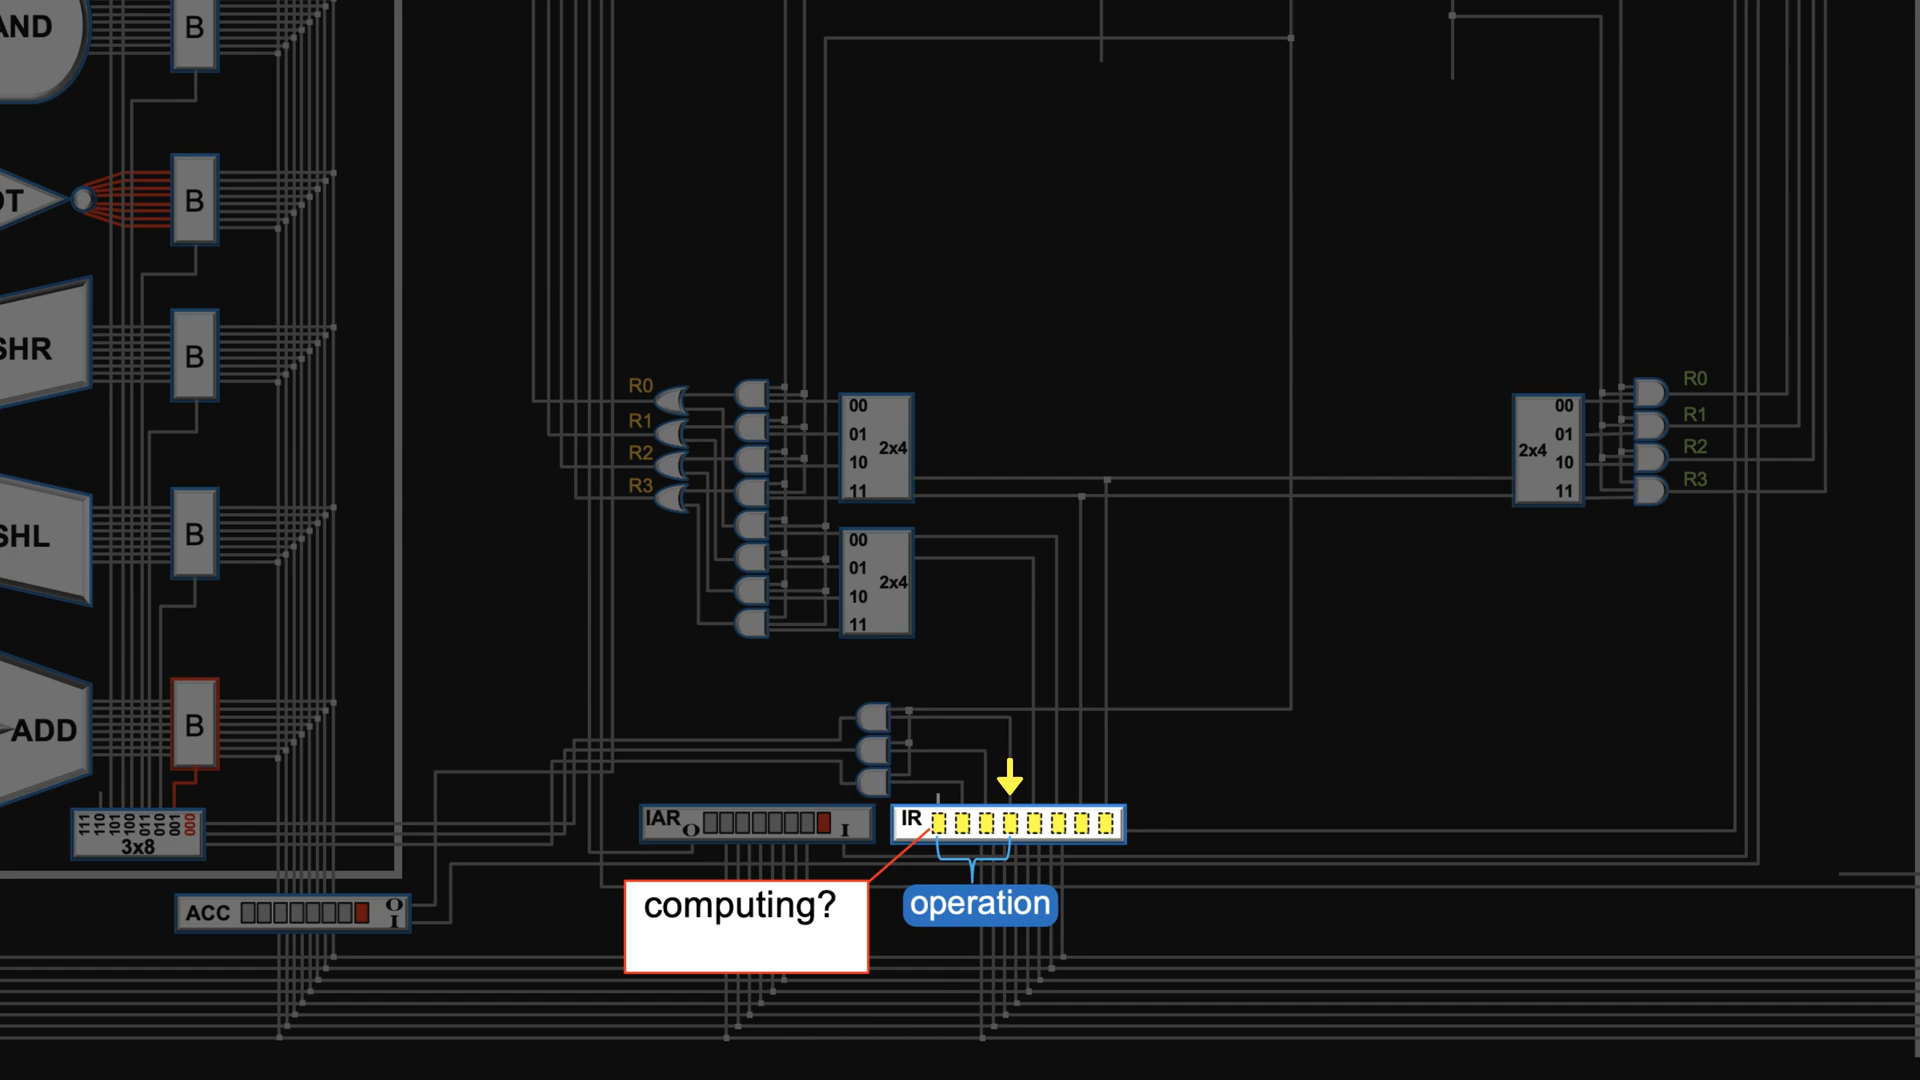 AND
B
OT
B
SHR
B
SHL
B
ADD
B
111
110
101
100
011
010
001
000
3x8
ACC
O
I
R0
R1
R2
R3
00
01
10
11
2x4
00
01
10
11
2x4
2x4
00
01
10
11
R0
R1
R2
R3
IAR
O
I
IR
computing?
operation